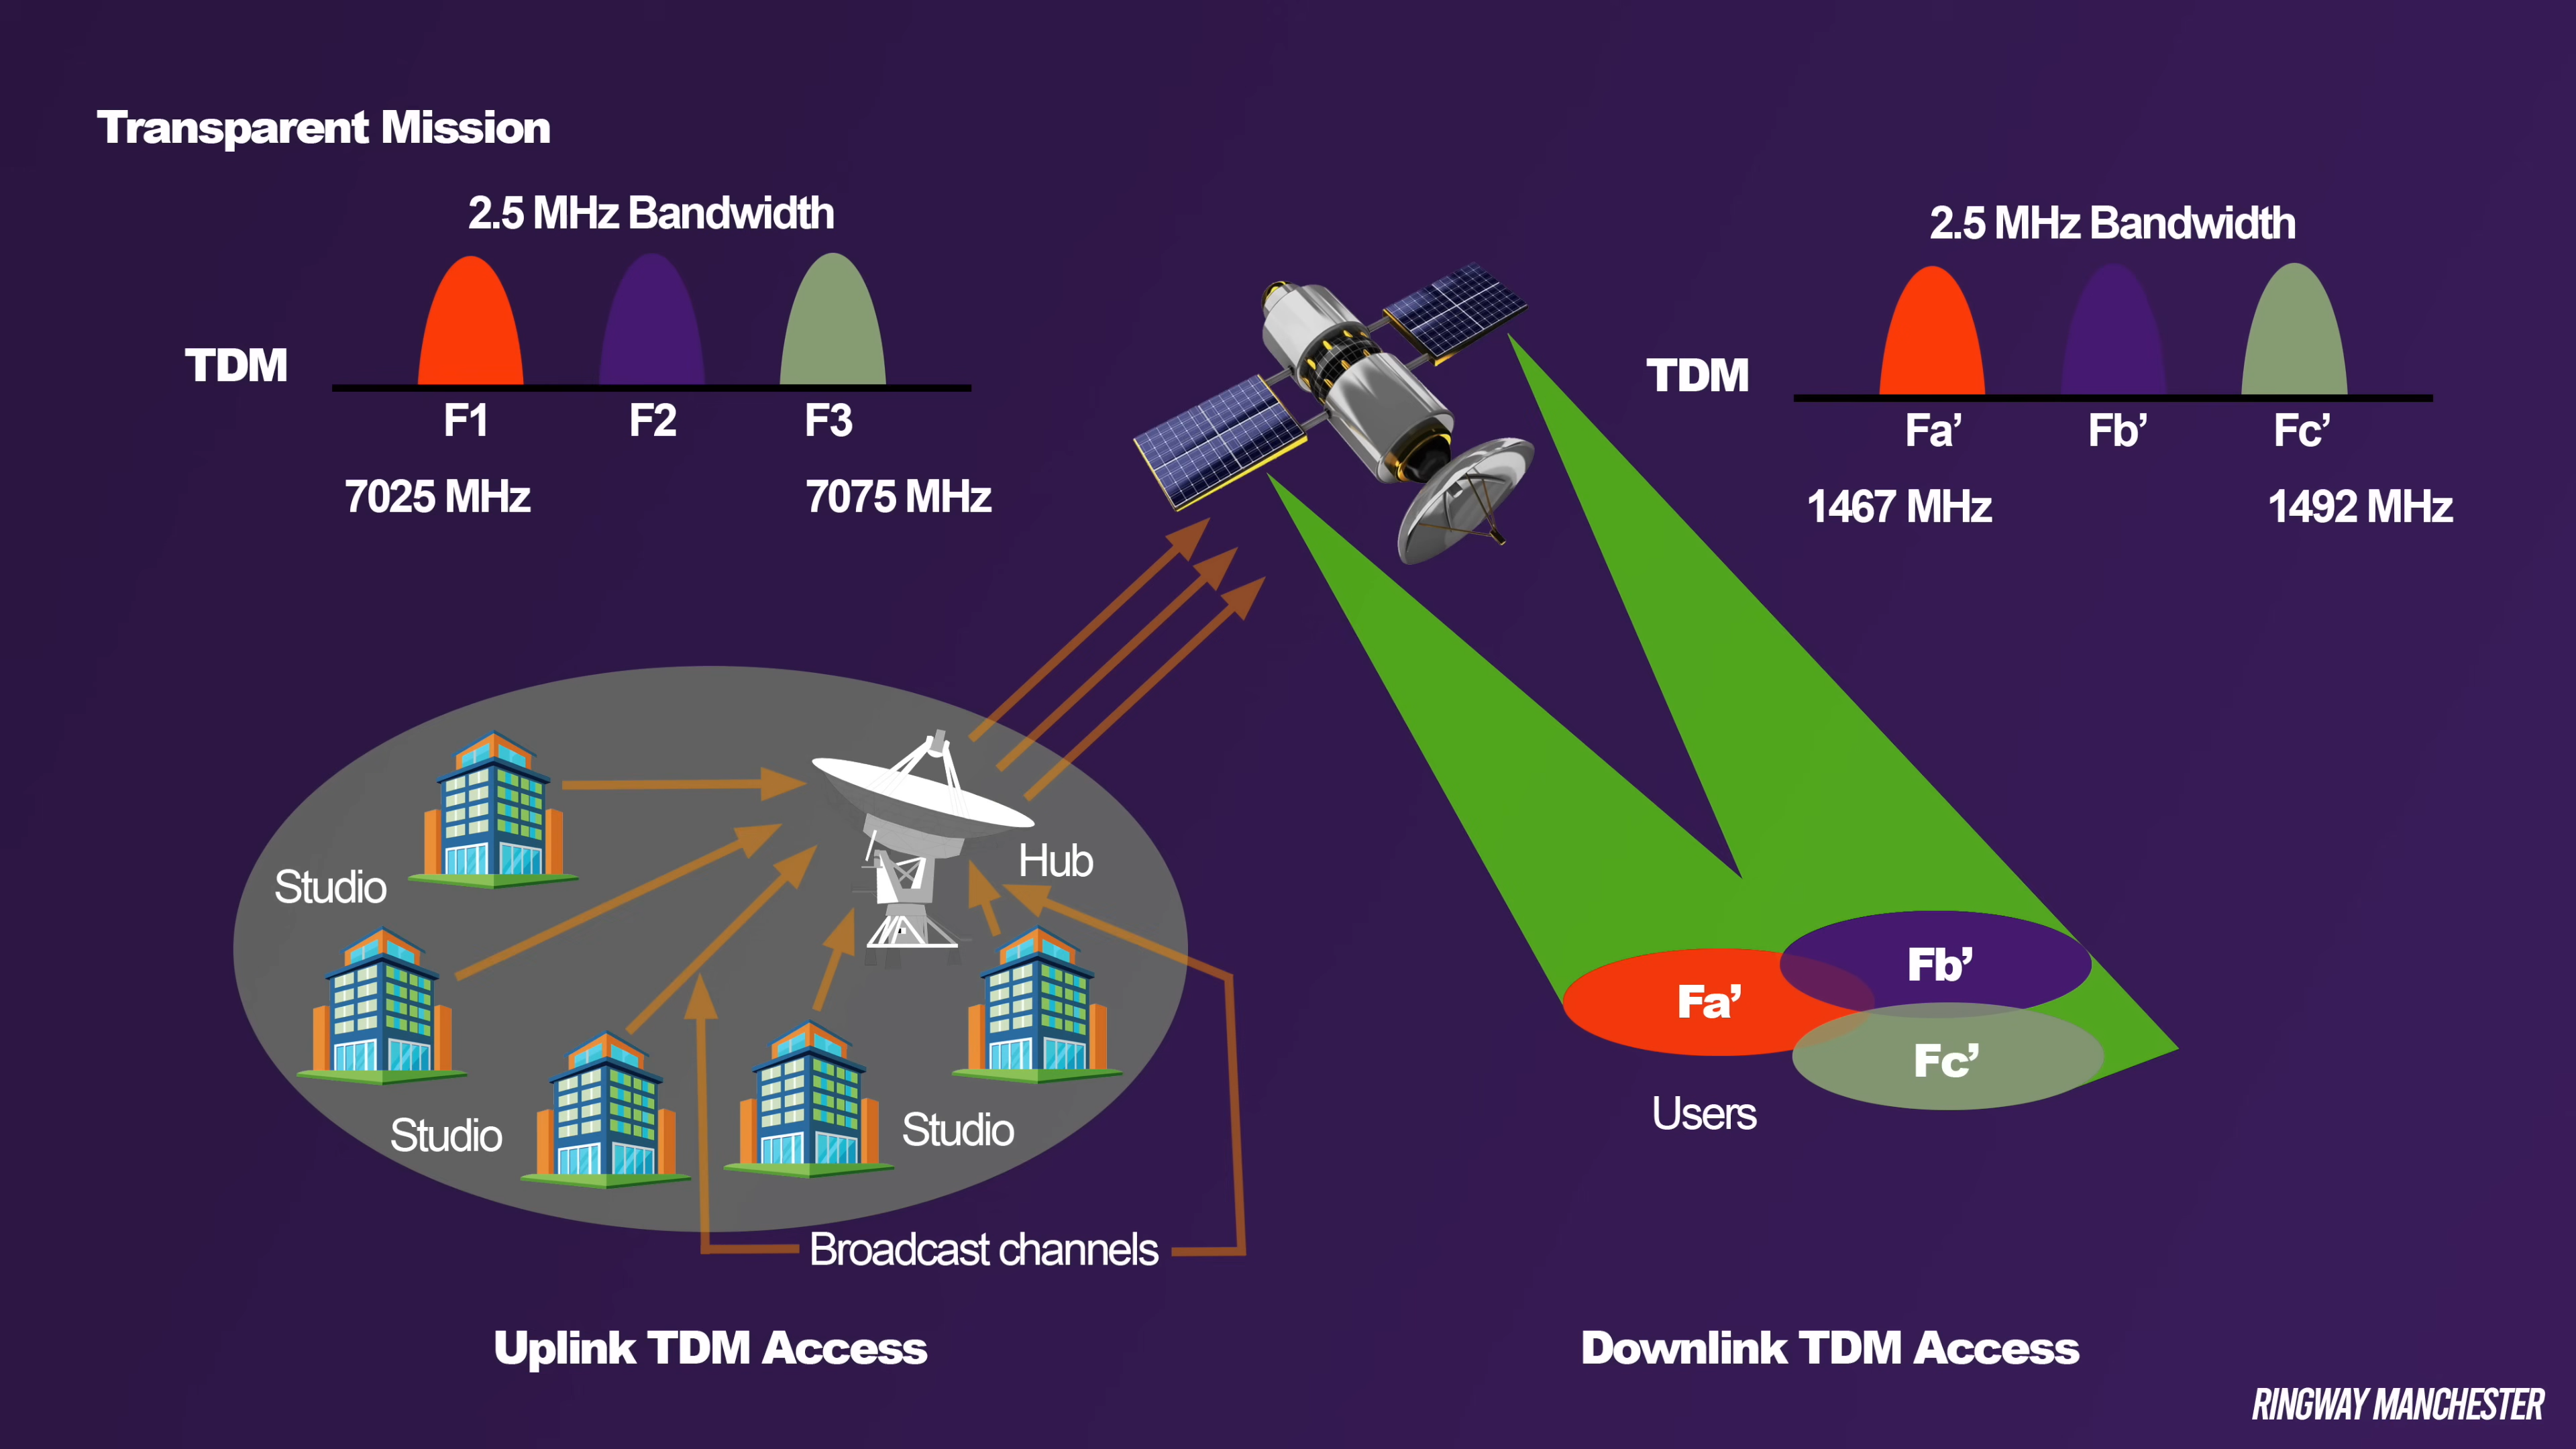 Transparent Mission
2.5 MHz Bandwidth
TDM
F1 F2 F3
7025 MHz 7075 MHz
2.5 MHz Bandwidth
TDM
Fa’ Fb’ Fc’
1467 MHz 1492 MHz
Studio
Hub
Studio
Studio
Broadcast channels
Uplink TDM Access
Fb’
Fa’
Fc’
Users
Downlink TDM Access
RINGWAY MANCHESTER